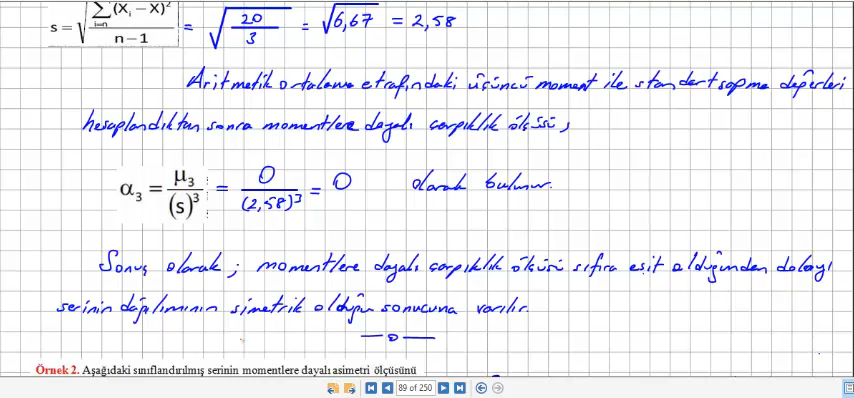 s = √(∑(Xᵢ − X)² / (n − 1)) i=n = √(20/3) = √6,67 = 2,58
Aritmetik ortalama etrafındaki üçüncü moment ile standart sapma değerleri
hesaplandıktan sonra momentlere dayalı çarpıklık ölçüsü;
α₃ = μ₃/(s)³ = 0/(2,58)³ = 0 olarak bulunur.
Sonuç olarak; momentlere dayalı çarpıklık ölçüsü sıfıra eşit olduğundan dolayı
serinin dağılımının simetrik olduğu sonucuna varılır.
Örnek 2. Aşağıdaki sınıflandırılmış serinin momentlere dayalı asimetri ölçüsünü
89 of 250